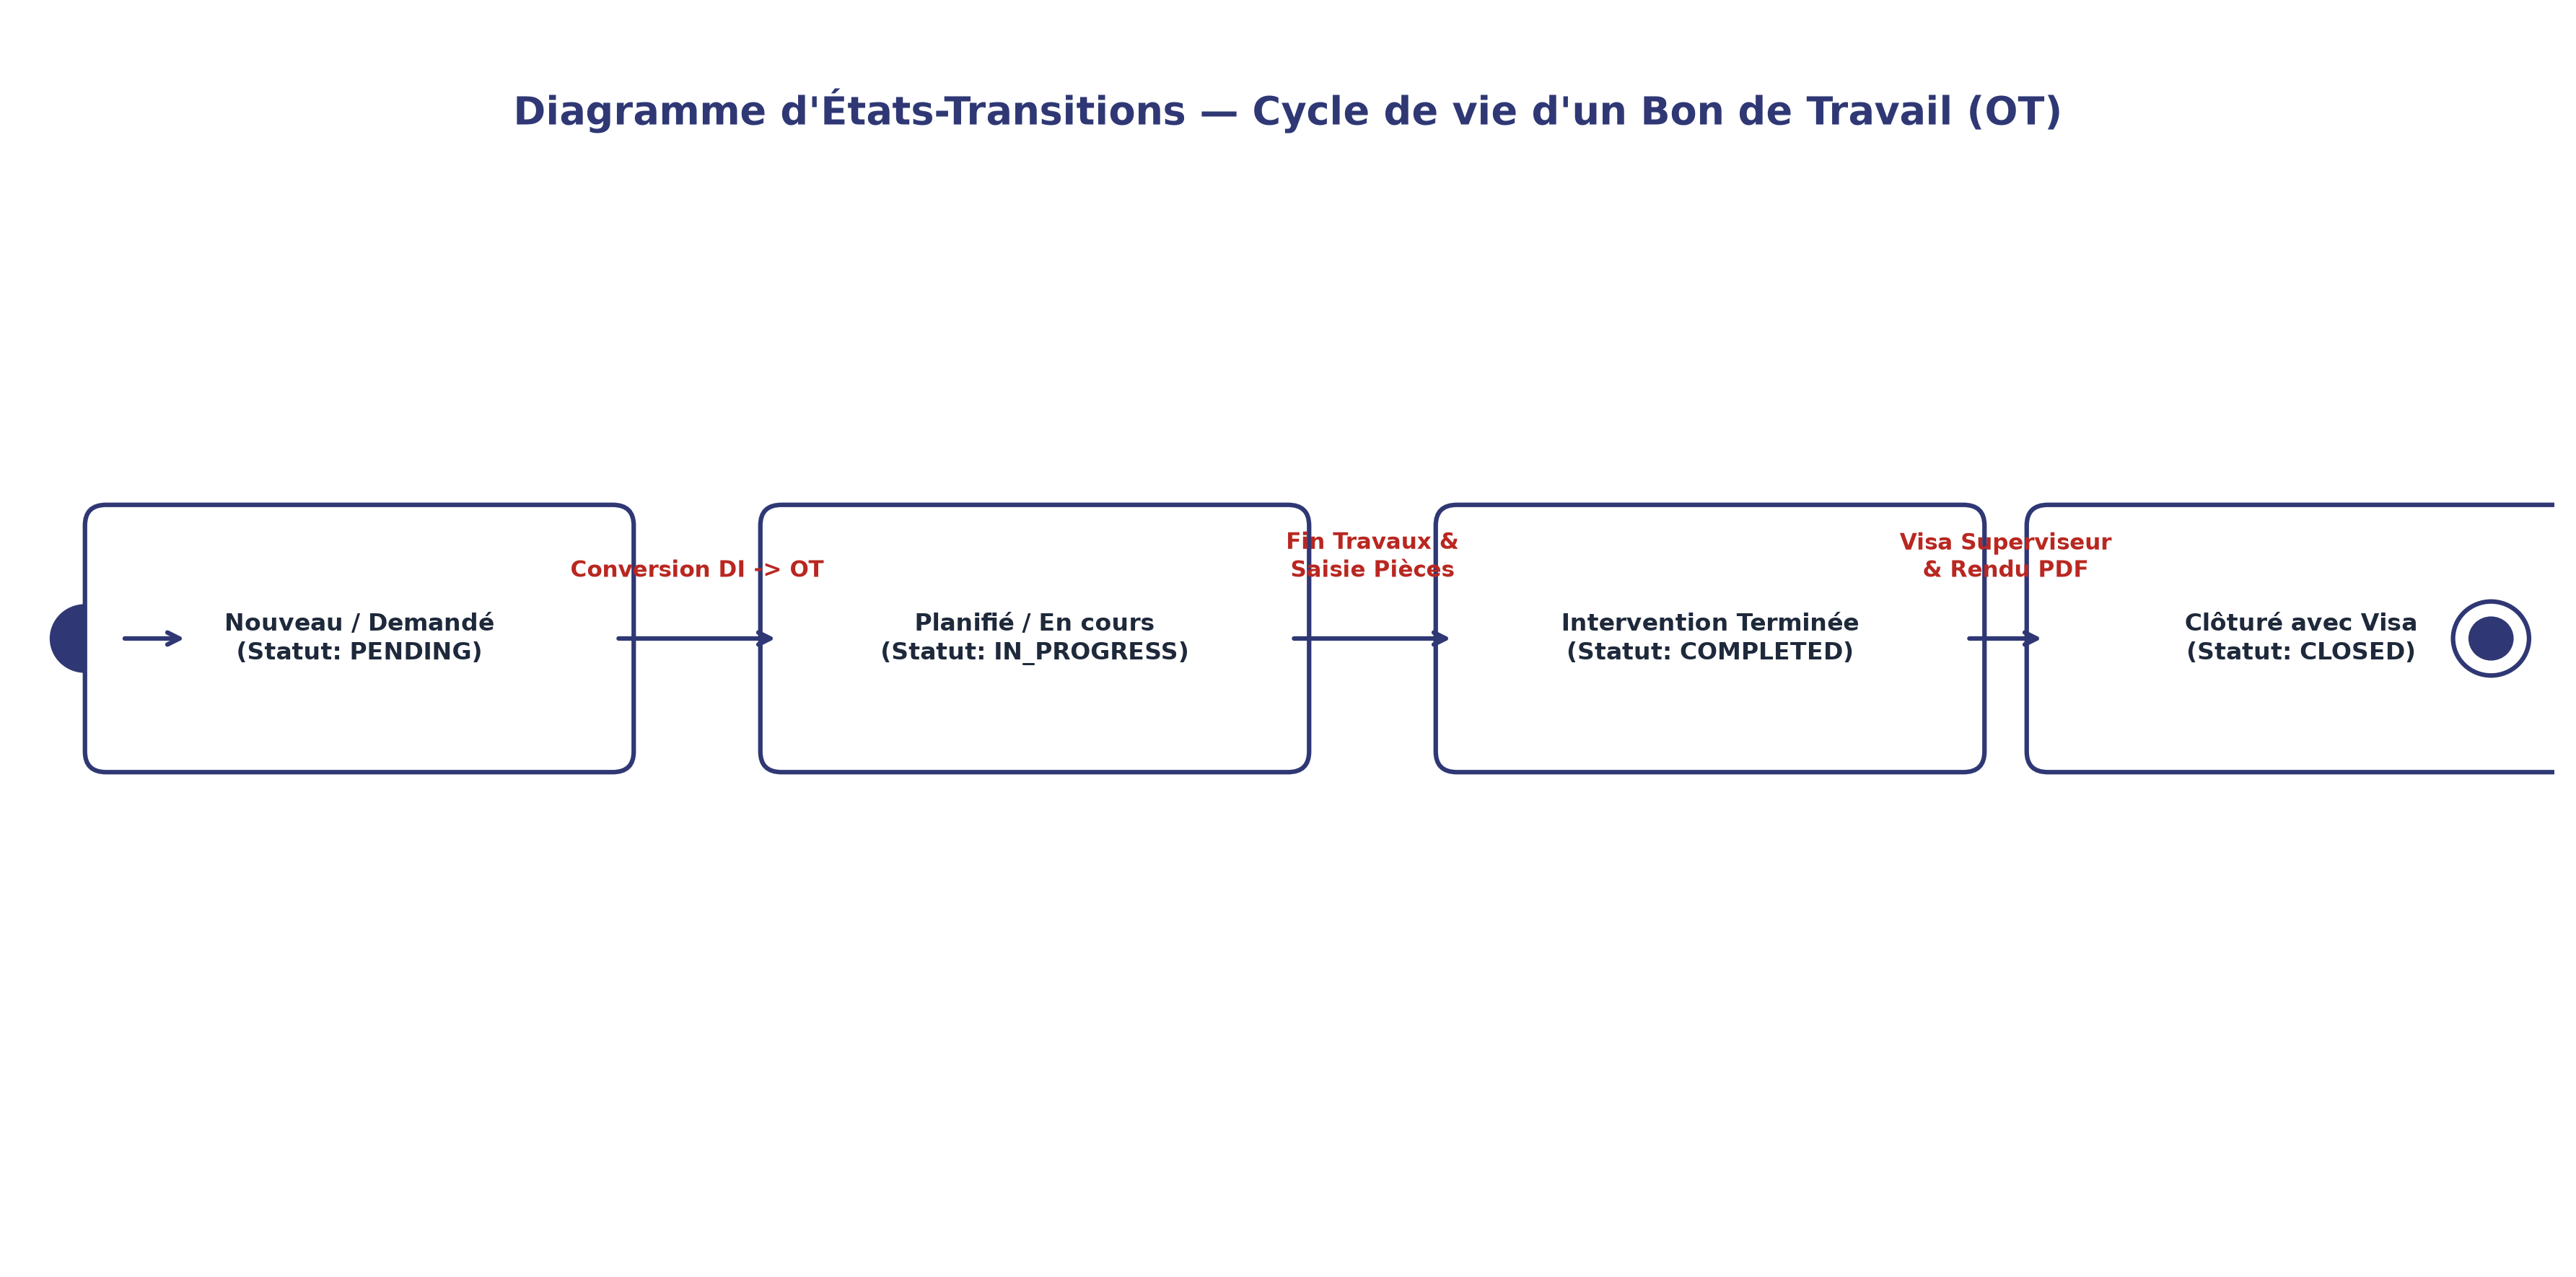 Diagramme d'États-Transitions — Cycle de vie d'un Bon de Travail (OT)
Nouveau / Demandé
(Statut: PENDING)
Conversion DI -> OT
Planifié / En cours
(Statut: IN_PROGRESS)
Fin Travaux &
Saisie Pièces
Intervention Terminée
(Statut: COMPLETED)
Visa Superviseur
& Rendu PDF
Clôturé avec Visa
(Statut: CLOSED)